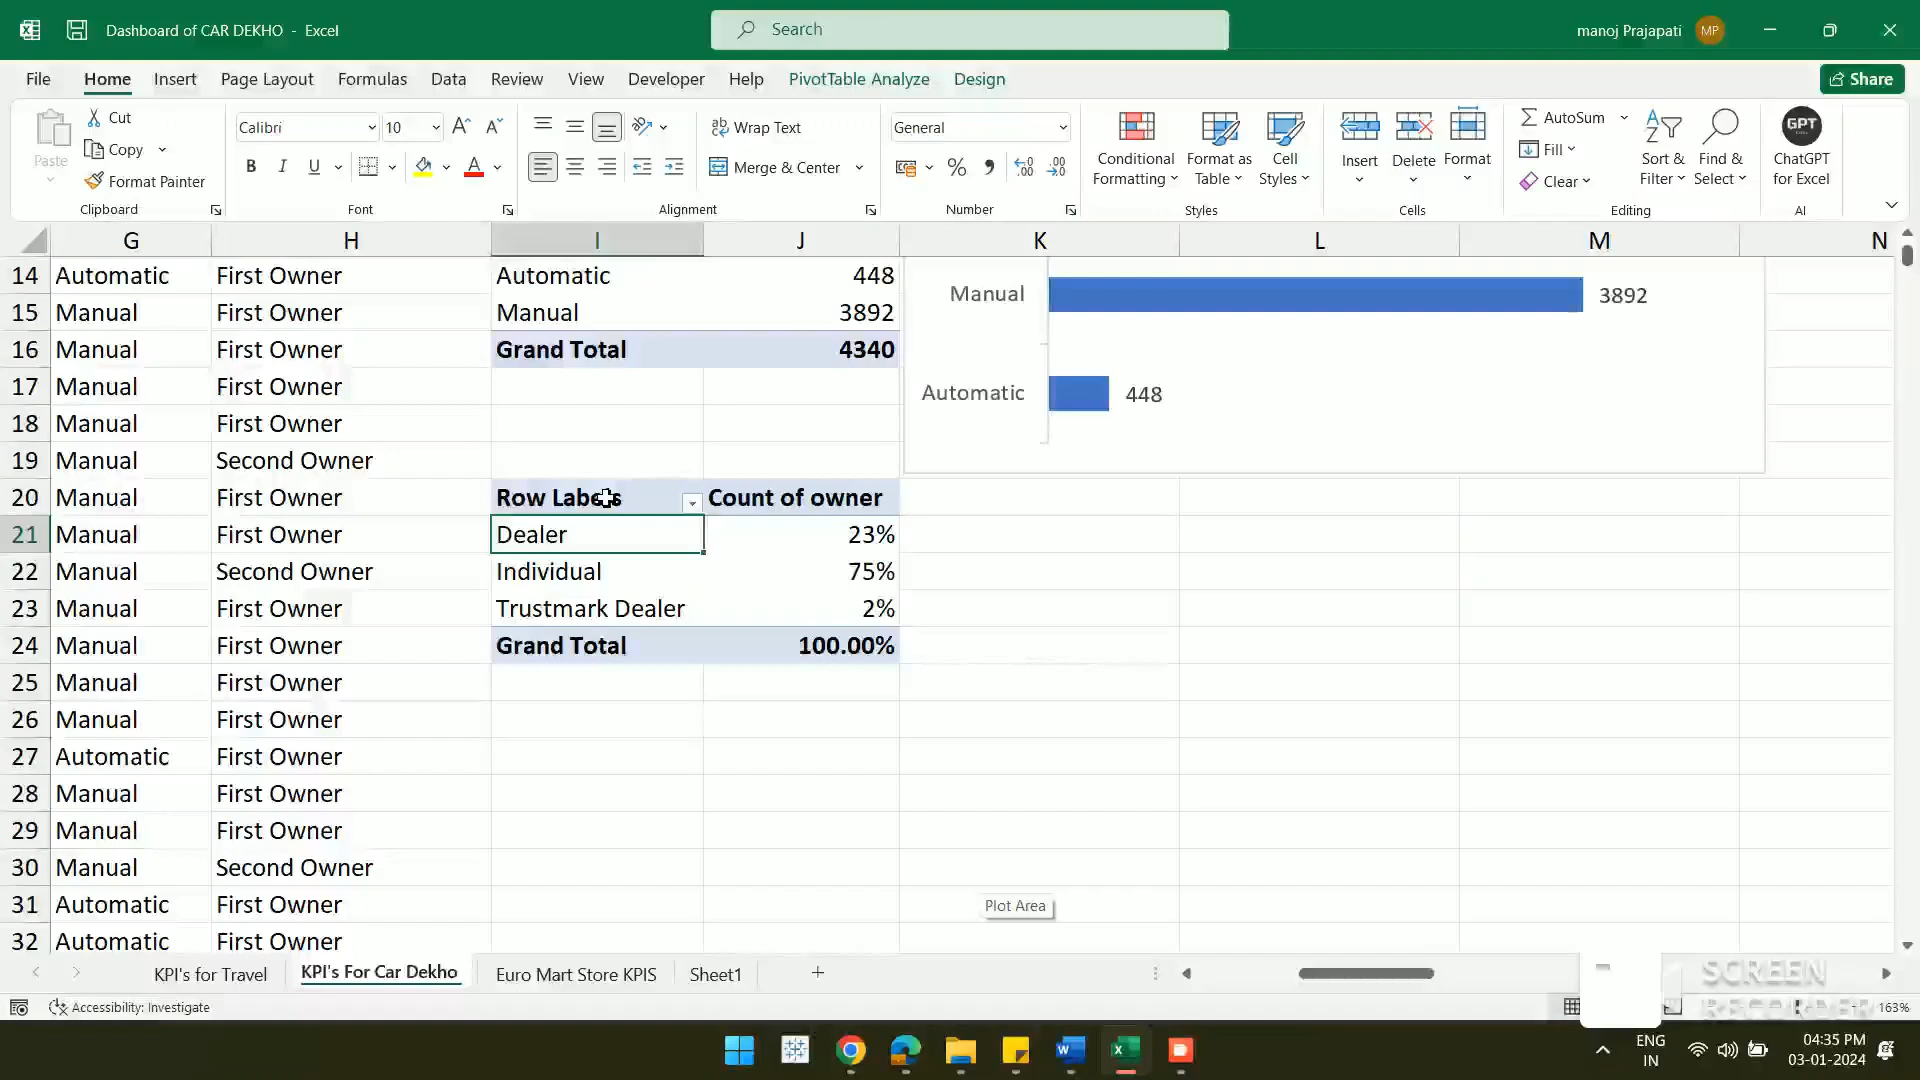 Dashboard of CAR DEKHO - Excel
Search
manoj Prajapati
MP
File Home Insert Page Layout Formulas Data Review View Developer Help PivotTable Analyze Design
Share
Paste
Cut
Copy
Format Painter
Clipboard
Calibri 10
B I U
Font
Wrap Text
Merge & Center
Alignment
General
Number
Conditional Formatting
Format as Table
Cell Styles
Styles
Insert Delete Format
Cells
AutoSum
Fill
Clear
Sort & Filter
Find & Select
Editing
GPT
ChatGPT for Excel
AI
G H I J K L M N
14 Automatic First Owner Automatic 448
15 Manual First Owner Manual 3892
16 Manual First Owner Grand Total 4340
17 Manual First Owner
18 Manual First Owner
19 Manual Second Owner
20 Manual First Owner Row Labels Count of owner
21 Manual First Owner Dealer 23%
22 Manual Second Owner Individual 75%
23 Manual First Owner Trustmark Dealer 2%
24 Manual First Owner Grand Total 100.00%
25 Manual First Owner
26 Manual First Owner
27 Automatic First Owner
28 Manual First Owner
29 Manual First Owner
30 Manual Second Owner
31 Automatic First Owner
32 Automatic First Owner
Manual 3892
Automatic 448
Plot Area
KPI's for Travel KPI's For Car Dekho Euro Mart Store KPIS Sheet1
Accessibility: Investigate
SCREEN
RECORDER
163%
ENG
IN
04:35 PM
03-01-2024